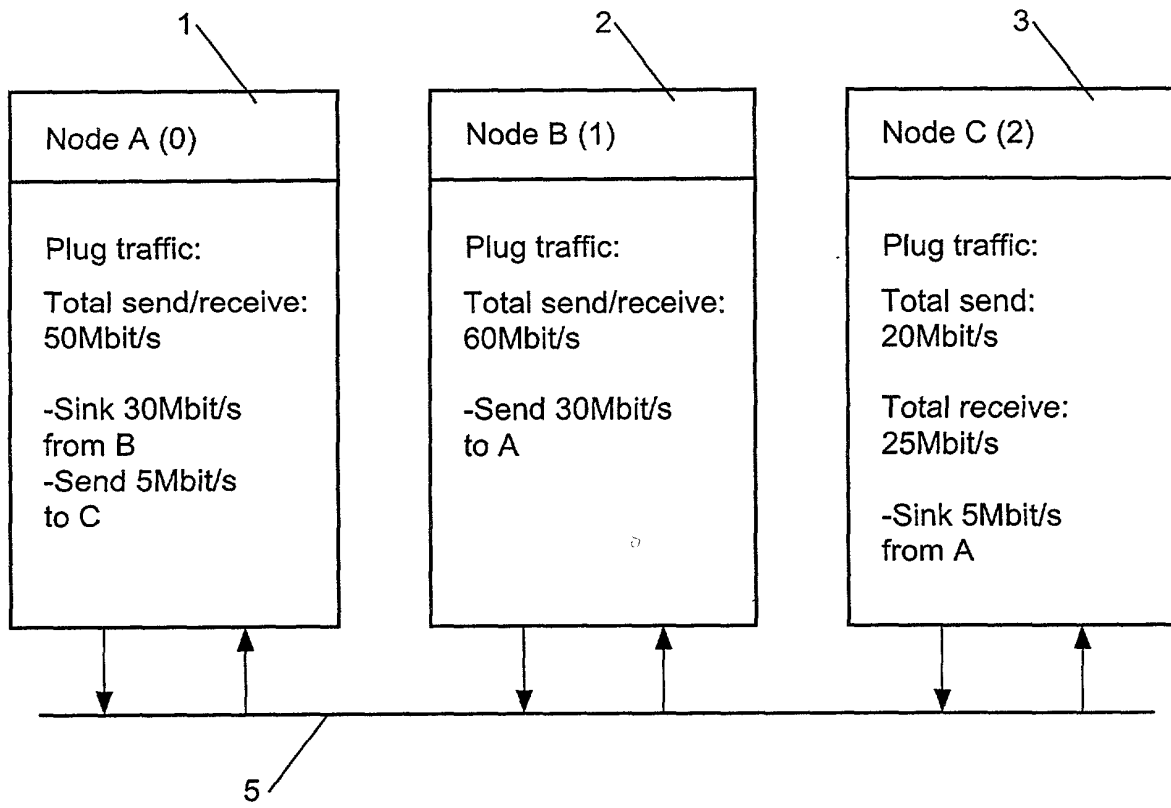 1
2
3
Node A (0)
Plug traffic:
Total send/receive:
50Mbit/s
-Sink 30Mbit/s
from B
-Send 5Mbit/s
to C
Node B (1)
Plug traffic:
Total send/receive:
60Mbit/s
-Send 30Mbit/s
to A
Node C (2)
Plug traffic:
Total send:
20Mbit/s
Total receive:
25Mbit/s
-Sink 5Mbit/s
from A
5